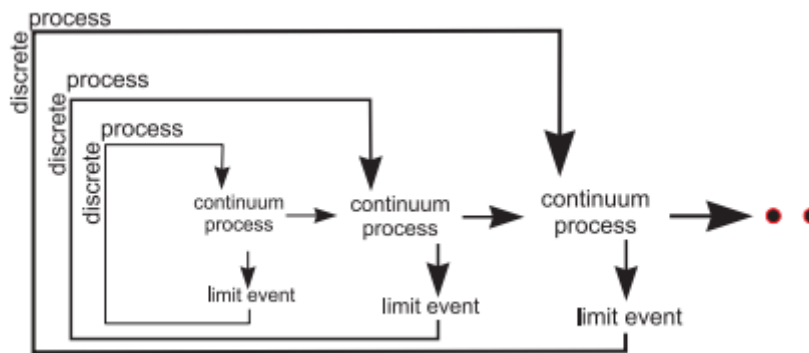 process
discrete
process
discrete
process
discrete
continuum
process
continuum
process
continuum
process
limit event
limit event
limit event